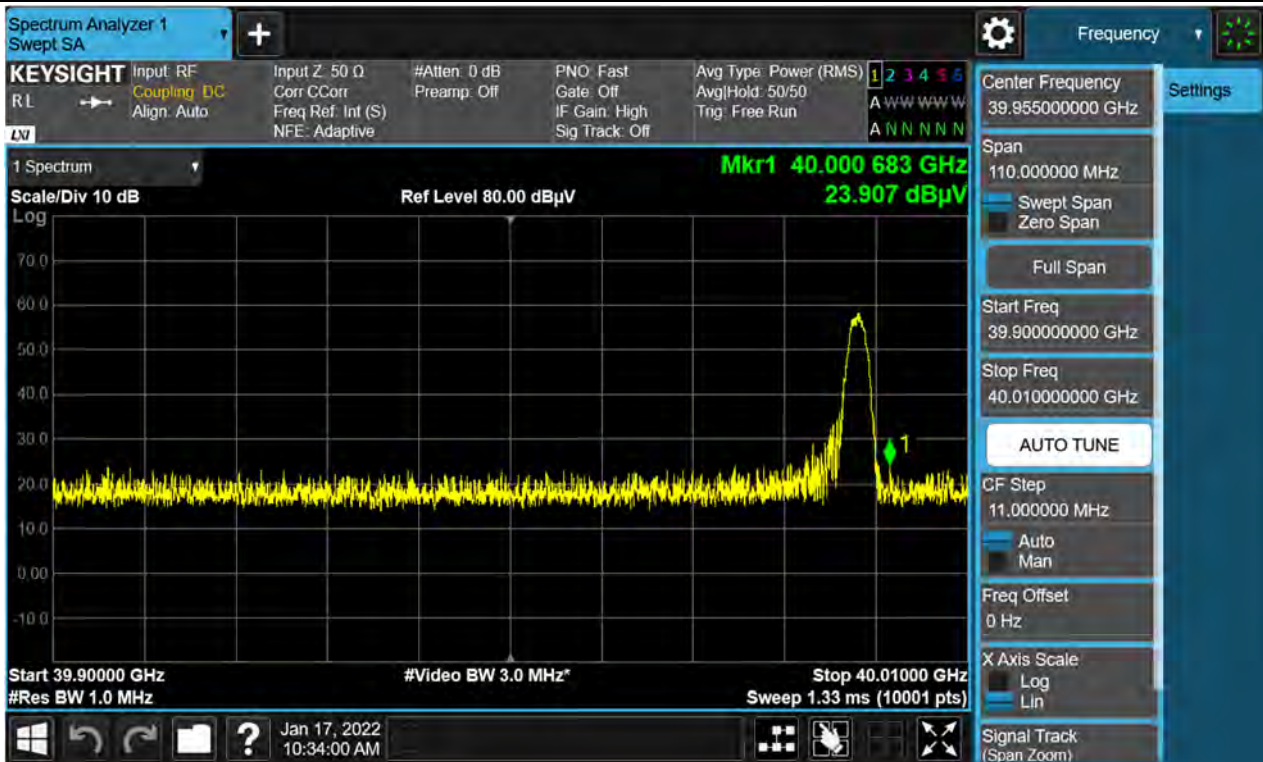 Spectrum Analyzer 1
Swept SA
+
Frequency
KEYSIGHT
RL
LXI
Input: RF
Coupling: DC
Align: Auto
Input Z: 50 Ω
Corr CCorr
Freq Ref: Int (S)
NFE: Adaptive
#Atten: 0 dB
Preamp: Off
PNO: Fast
Gate: Off
IF Gain: High
Sig Track: Off
Avg Type: Power (RMS)
Avg|Hold: 50/50
Trig: Free Run
1 2 3 4 5 6
A W W W W W
A N N N N N
1 Spectrum
Scale/Div 10 dB
Log
Ref Level 80.00 dBµV
Mkr1 40.000 683 GHz
23.907 dBµV
70.0
60.0
50.0
40.0
30.0
20.0
10.0
0.00
-10.0
1
Start 39.90000 GHz
#Res BW 1.0 MHz
#Video BW 3.0 MHz*
Stop 40.01000 GHz
Sweep 1.33 ms (10001 pts)
Center Frequency
39.955000000 GHz
Settings
Span
110.000000 MHz
Swept Span
Zero Span
Full Span
Start Freq
39.900000000 GHz
Stop Freq
40.010000000 GHz
AUTO TUNE
CF Step
11.000000 MHz
Auto
Man
Freq Offset
0 Hz
X Axis Scale
Log
Lin
Signal Track
(Span Zoom)
?
Jan 17, 2022
10:34:00 AM